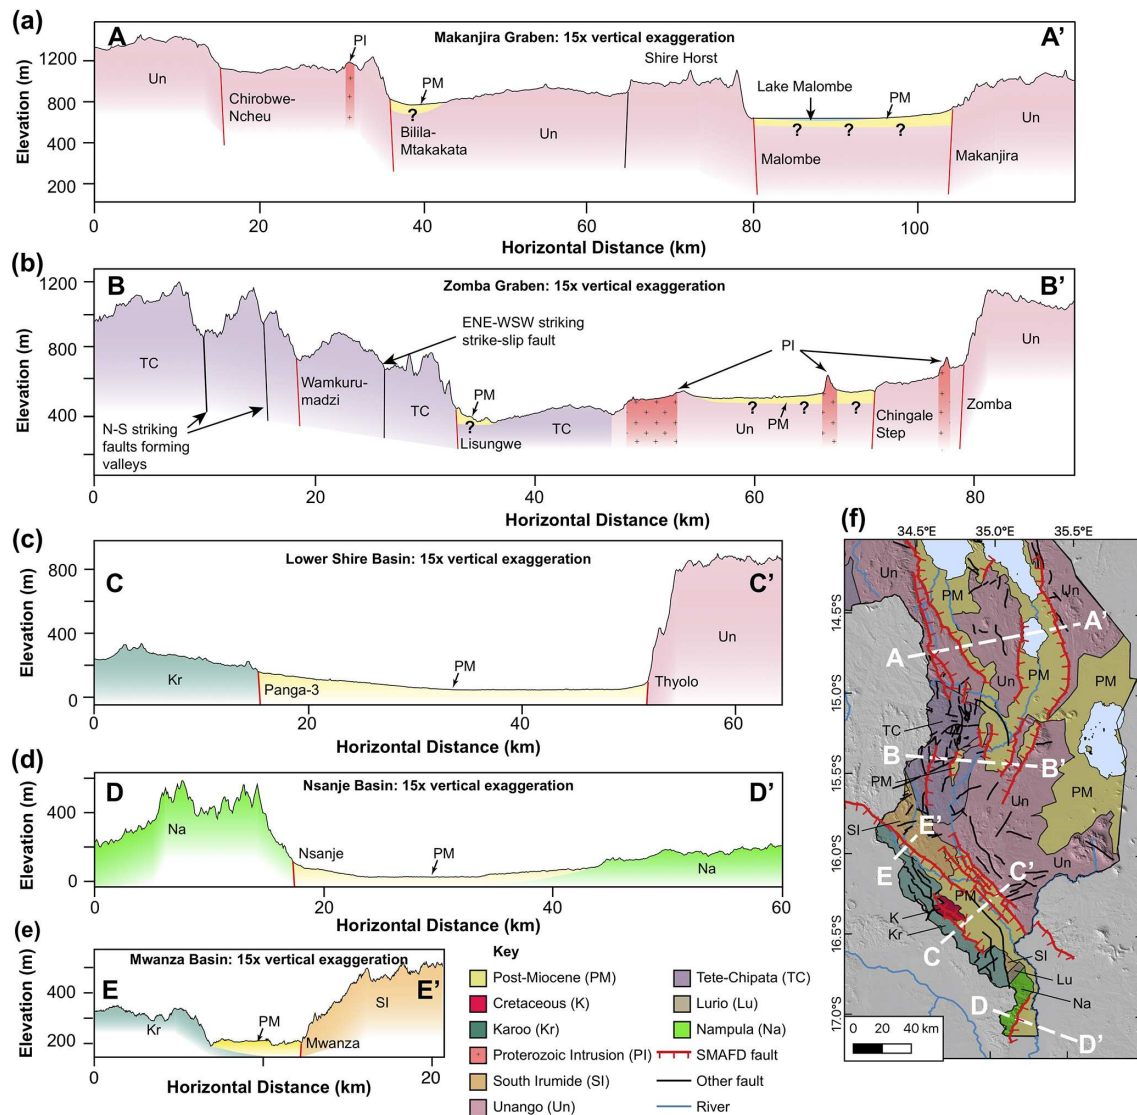 (a)
Elevation (m)
1200
800
400
200
A
Makanjira Graben: 15x vertical exaggeration
A’
PI
Shire Horst
Un
PM
Lake Malombe
PM
Un
Chirobwe-
Ncheu
?
Bilila-
Mtakakata
Un
? ? ?
Malombe
Makanjira
0 20 40 60 80 100
Horizontal Distance (km)
(b)
Elevation (m)
1200
800
400
B
Zomba Graben: 15x vertical exaggeration
B’
ENE-WSW striking
strike-slip fault
PI
Un
TC
Wamkuru-
madzi
TC
PM
?
Lisungwe
TC
? ? ?
Un
PM
Chingale
Step
Zomba
N-S striking
faults forming
valleys
0 20 40 60 80
Horizontal Distance (km)
(c)
Elevation (m)
800
400
0
C
Lower Shire Basin: 15x vertical exaggeration
C’
Kr
Panga-3
PM
Thyolo
Un
0 20 40 60
Horizontal Distance (km)
(d)
Elevation (m)
400
0
D
Nsanje Basin: 15x vertical exaggeration
D’
Na
Nsanje
PM
Na
0 20 40 60
Horizontal Distance (km)
(e)
Elevation (m)
400
200
Mwanza Basin: 15x vertical exaggeration
E
E’
Kr
PM
Mwanza
SI
0 20
Horizontal Distance (km)
Key
Post-Miocene (PM)
Cretaceous (K)
Karoo (Kr)
Proterozoic Intrusion (PI)
South Irumide (SI)
Unango (Un)
Tete-Chipata (TC)
Lurio (Lu)
Nampula (Na)
SMAFD fault
Other fault
River
(f)
34.5°E 35.0°E 35.5°E
14.5°S
15.0°S
15.5°S
16.0°S
16.5°S
17.0°S
Un
PM
Un
A
A’
Un
PM
PM
TC
B
B’
PM
Un
PM
SI
E’
E
Un
C’
PM
K
Kr
C
SI
Lu
Na
D
D’
0 20 40 km